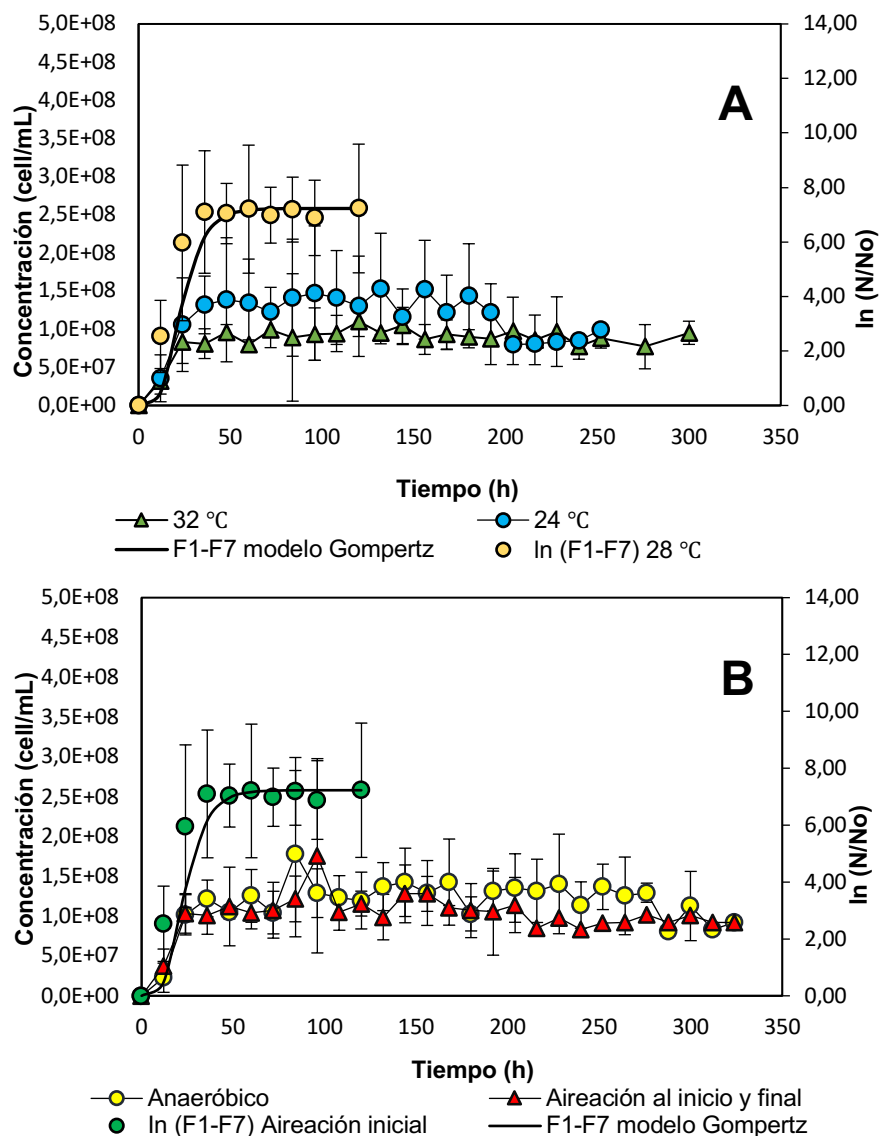 A
Concentración (cell/mL)
5,0E+08
4,5E+08
4,0E+08
3,5E+08
3,0E+08
2,5E+08
2,0E+08
1,5E+08
1,0E+08
5,0E+07
0,0E+00
14,00
12,00
10,00
8,00
6,00
4,00
2,00
0,00
ln (N/No)
0 50 100 150 200 250 300 350
Tiempo (h)
32 °C 24 °C
F1-F7 modelo Gompertz ln (F1-F7) 28 °C
B
Concentración (cell/mL)
5,0E+08
4,5E+08
4,0E+08
3,5E+08
3,0E+08
2,5E+08
2,0E+08
1,5E+08
1,0E+08
5,0E+07
0,0E+00
14,00
12,00
10,00
8,00
6,00
4,00
2,00
0,00
ln (N/No)
0 50 100 150 200 250 300 350
Tiempo (h)
Anaeróbico Aireación al inicio y final
ln (F1-F7) Aireación inicial F1-F7 modelo Gompertz